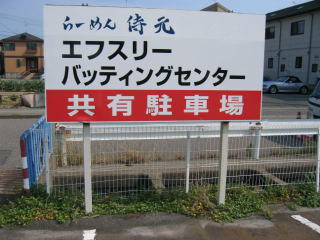 らーめん 侍元
エフスリー
バッティングセンター
共有駐車場